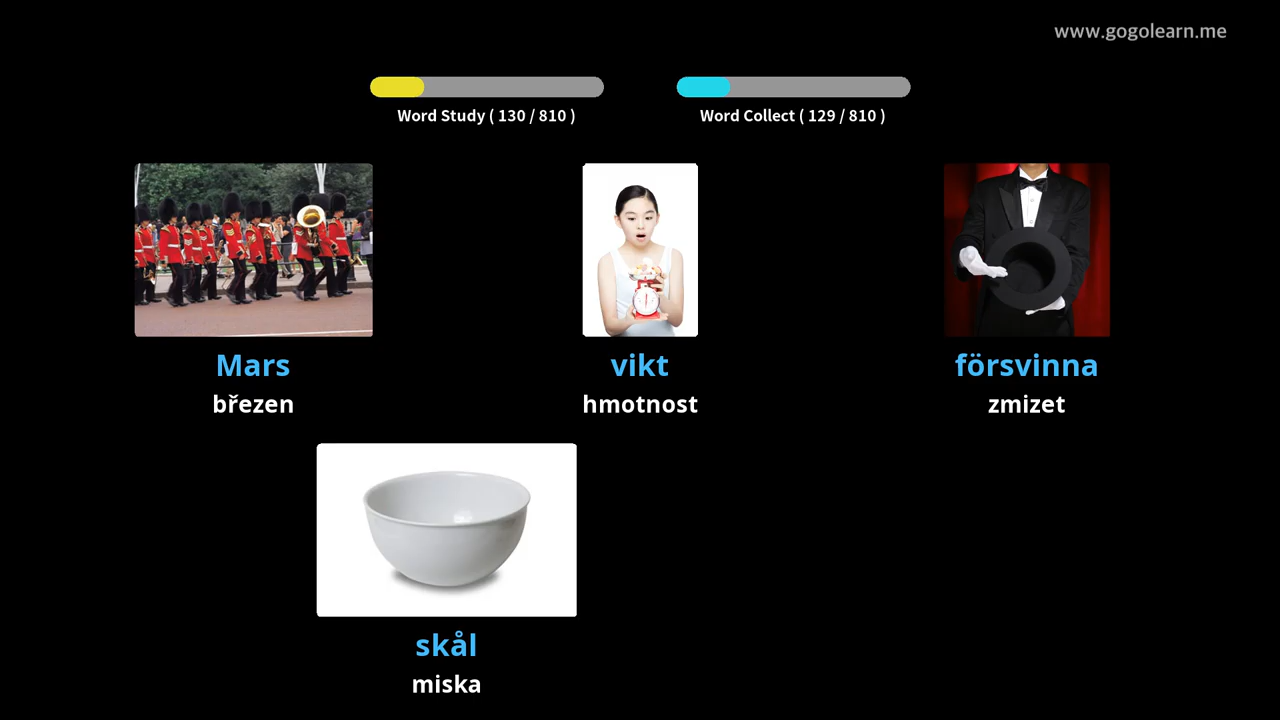 www.gogolearn.me
Word Study ( 130 / 810 )
Word Collect ( 129 / 810 )
Mars
březen
vikt
hmotnost
försvinna
zmizet
skål
miska